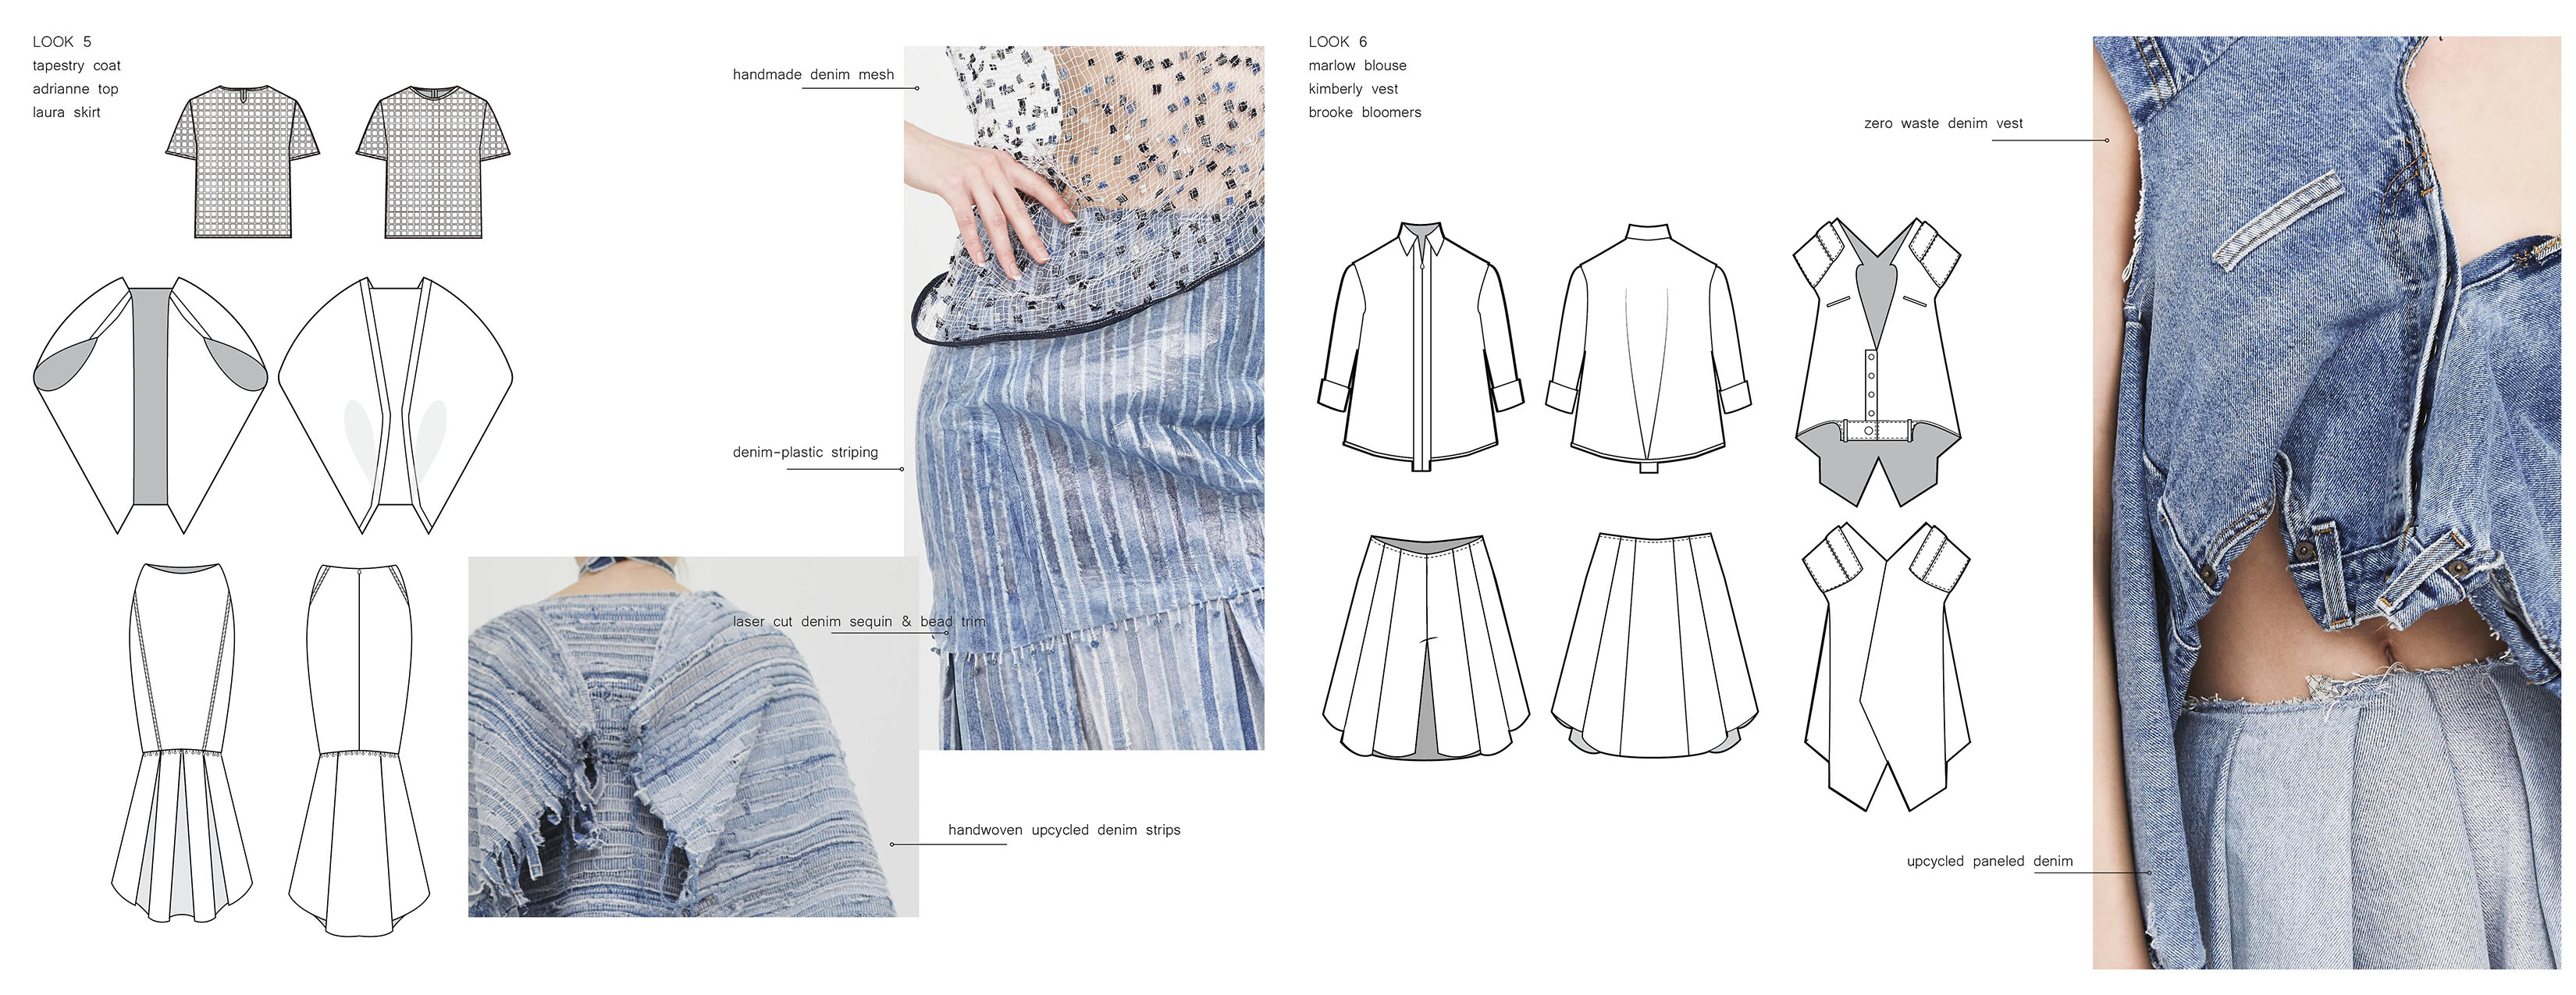 LOOK 5
tapestry coat
adrianne top
laura skirt
handmade denim mesh
denim-plastic striping
laser cut denim sequin & bead trim
handwoven upcycled denim strips
LOOK 6
marlow blouse
kimberly vest
brooke bloomers
zero waste denim vest
upcycled paneled denim